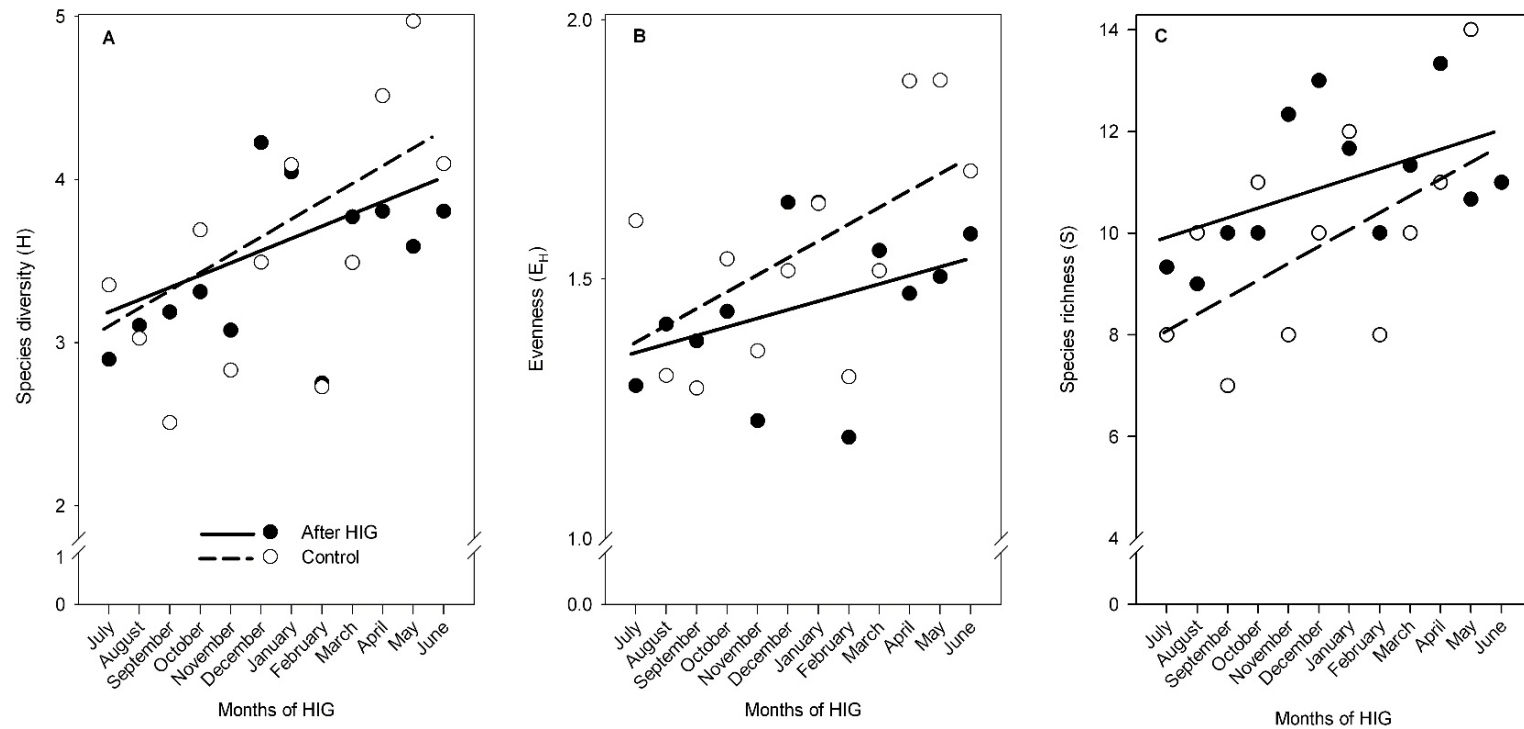 A
5
4
3
2
1
0
Species diversity (H)
After HIG
Control
July
August
September
October
November
December
January
February
March
April
May
June
Months of HIG
B
2.0
1.5
1.0
0.0
Evenness (EH)
July
August
September
October
November
December
January
February
March
April
May
June
Months of HIG
C
14
12
10
8
6
4
0
Species richness (S)
July
August
September
October
November
December
January
February
March
April
May
June
Months of HIG